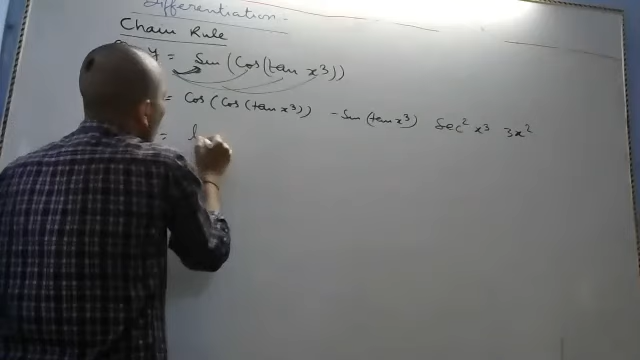 Differentiation.
Chain Rule
y = Sin (Cos(tan x³))
= Cos(Cos(tan x³)) -Sin(tan x³) Sec² x³ 3x²
= l